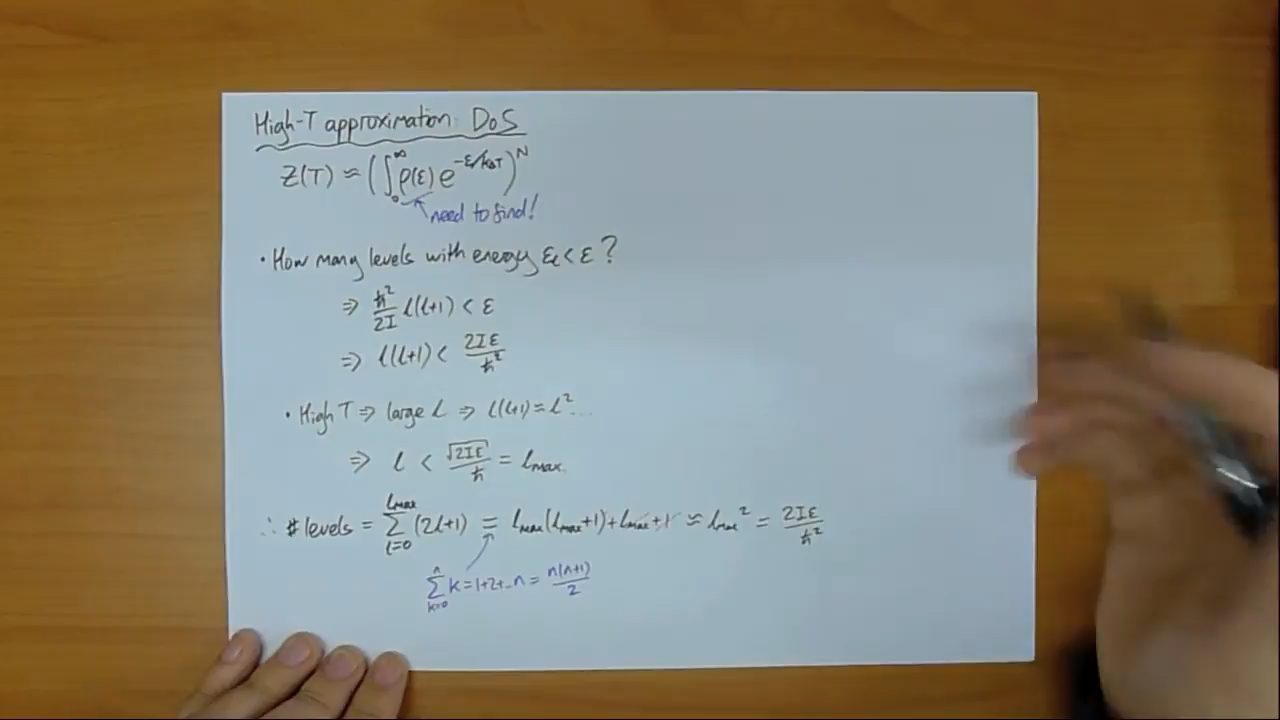 High-T approximation: DoS
Z(T) ≈ (∫₀^∞ ρ(ε) e^{-ε/k_BT})^N
need to find!
• How many levels with energy ε_l < ε ?
⇒ ħ²/2I l(l+1) < ε
⇒ l(l+1) < 2Iε/ħ²
• High T ⇒ large l ⇒ l(l+1) ≈ l² ...
⇒ l < √(2Iε)/ħ = l_max.
∴ # levels = Σ_{l=0}^{l_max} (2l+1) = l_max(l_max+1) + l_max + 1 ≈ l_max² = 2Iε/ħ²
Σ_{k=0}^{n} k = 1+2+...n = n(n+1)/2